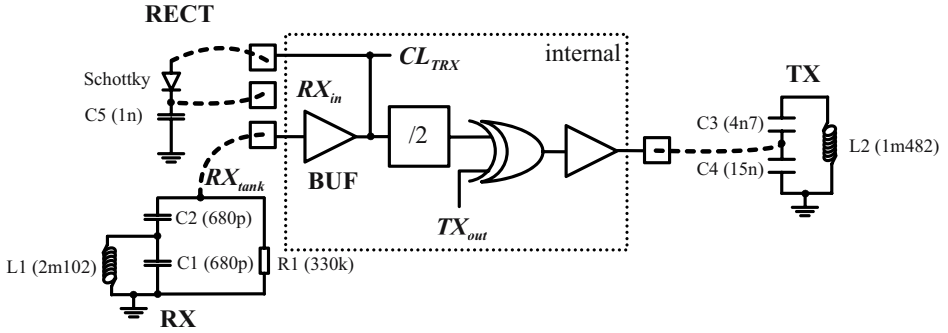 RECT
internal
CL_TRX
Schottky
RX_in
TX
C3 (4n7)
C5 (1n)
/2
L2 (1m482)
C4 (15n)
BUF
RX_tank
C2 (680p)
TX_out
L1 (2m102)
C1 (680p)
R1 (330k)
RX